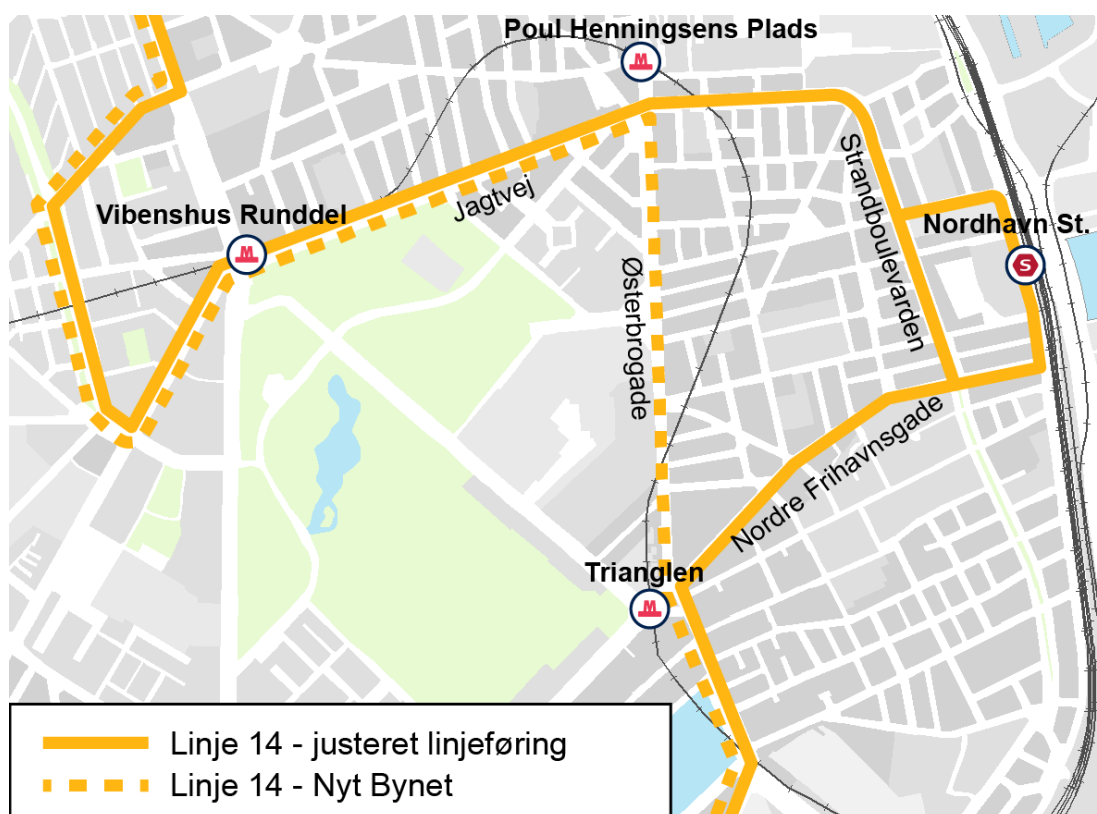 Poul Henningsens Plads
M
Strandboulevarden
Jagtvej
Vibenshus Runddel
M
Nordhavn St.
S
Østerbrogade
Nordre Frihavnsgade
Trianglen
M
Linje 14 - justeret linjeføring
Linje 14 - Nyt Bynet